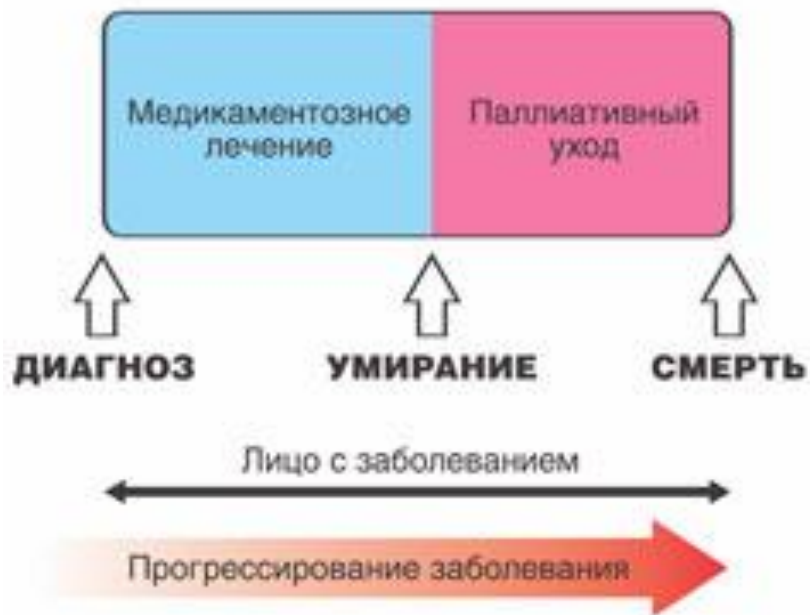 Медикаментозное
лечение
Паллиативный
уход
ДИАГНОЗ
УМИРАНИЕ
СМЕРТЬ
Лицо с заболеванием
Прогрессирование заболевания